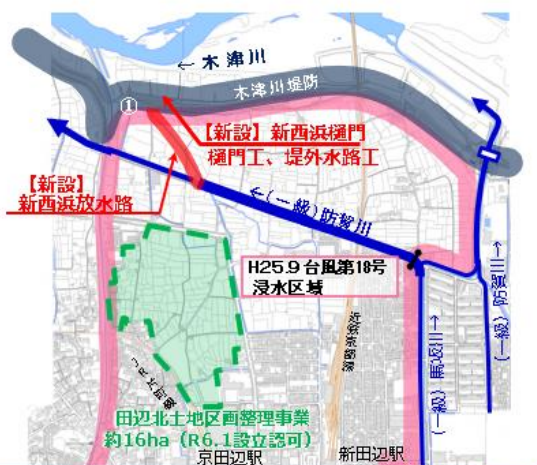 ← 木津川
木津川堤防
①
【新設】新西浜樋門
樋門工、堤外水路工
【新設】
新西浜放水路
←(一級)防賀川
H25.9台風第18号
浸水区域
(一級)馬坂川→
(一級)防賀川→
田辺北土地区画整理事業
約16ha(R6.1設立認可)
京田辺駅
新田辺駅